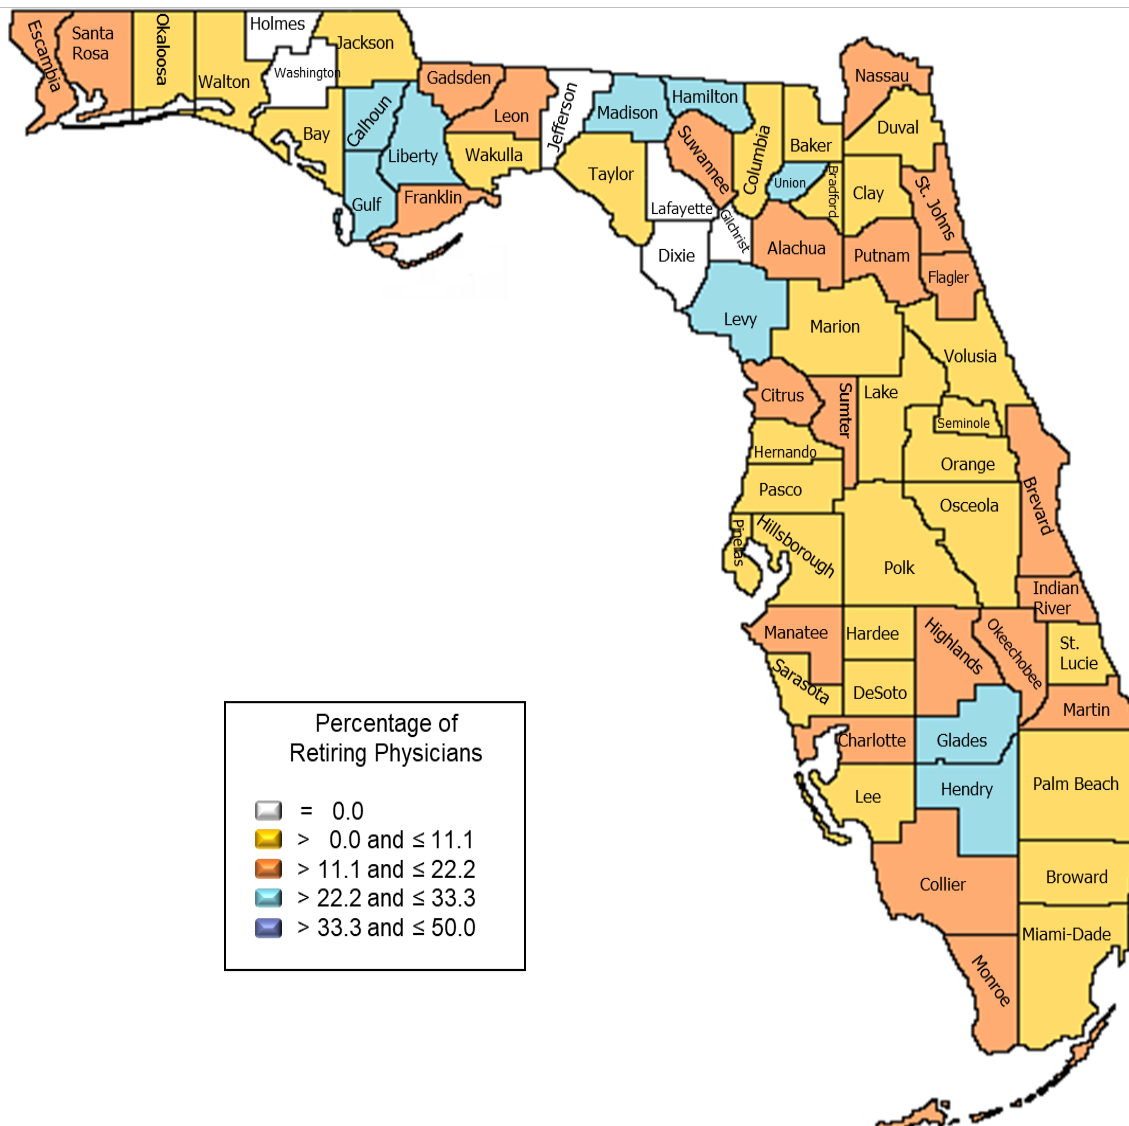 Escambia
Santa
Rosa
Okaloosa
Walton
Holmes
Washington
Jackson
Bay
Calhoun
Gulf
Liberty
Gadsden
Franklin
Leon
Wakulla
Jefferson
Madison
Taylor
Hamilton
Suwannee
Lafayette
Dixie
Columbia
Gilchrist
Baker
Union
Bradford
Nassau
Duval
Clay
St. Johns
Alachua
Putnam
Flagler
Levy
Marion
Volusia
Citrus
Sumter
Lake
Seminole
Hernando
Orange
Pasco
Osceola
Brevard
Pinellas
Hillsborough
Polk
Indian
River
Manatee
Hardee
Highlands
Okeechobee
St.
Lucie
Sarasota
DeSoto
Martin
Charlotte
Glades
Lee
Hendry
Palm Beach
Collier
Broward
Miami-Dade
Monroe
Percentage of
Retiring Physicians
= 0.0
> 0.0 and ≤ 11.1
> 11.1 and ≤ 22.2
> 22.2 and ≤ 33.3
> 33.3 and ≤ 50.0